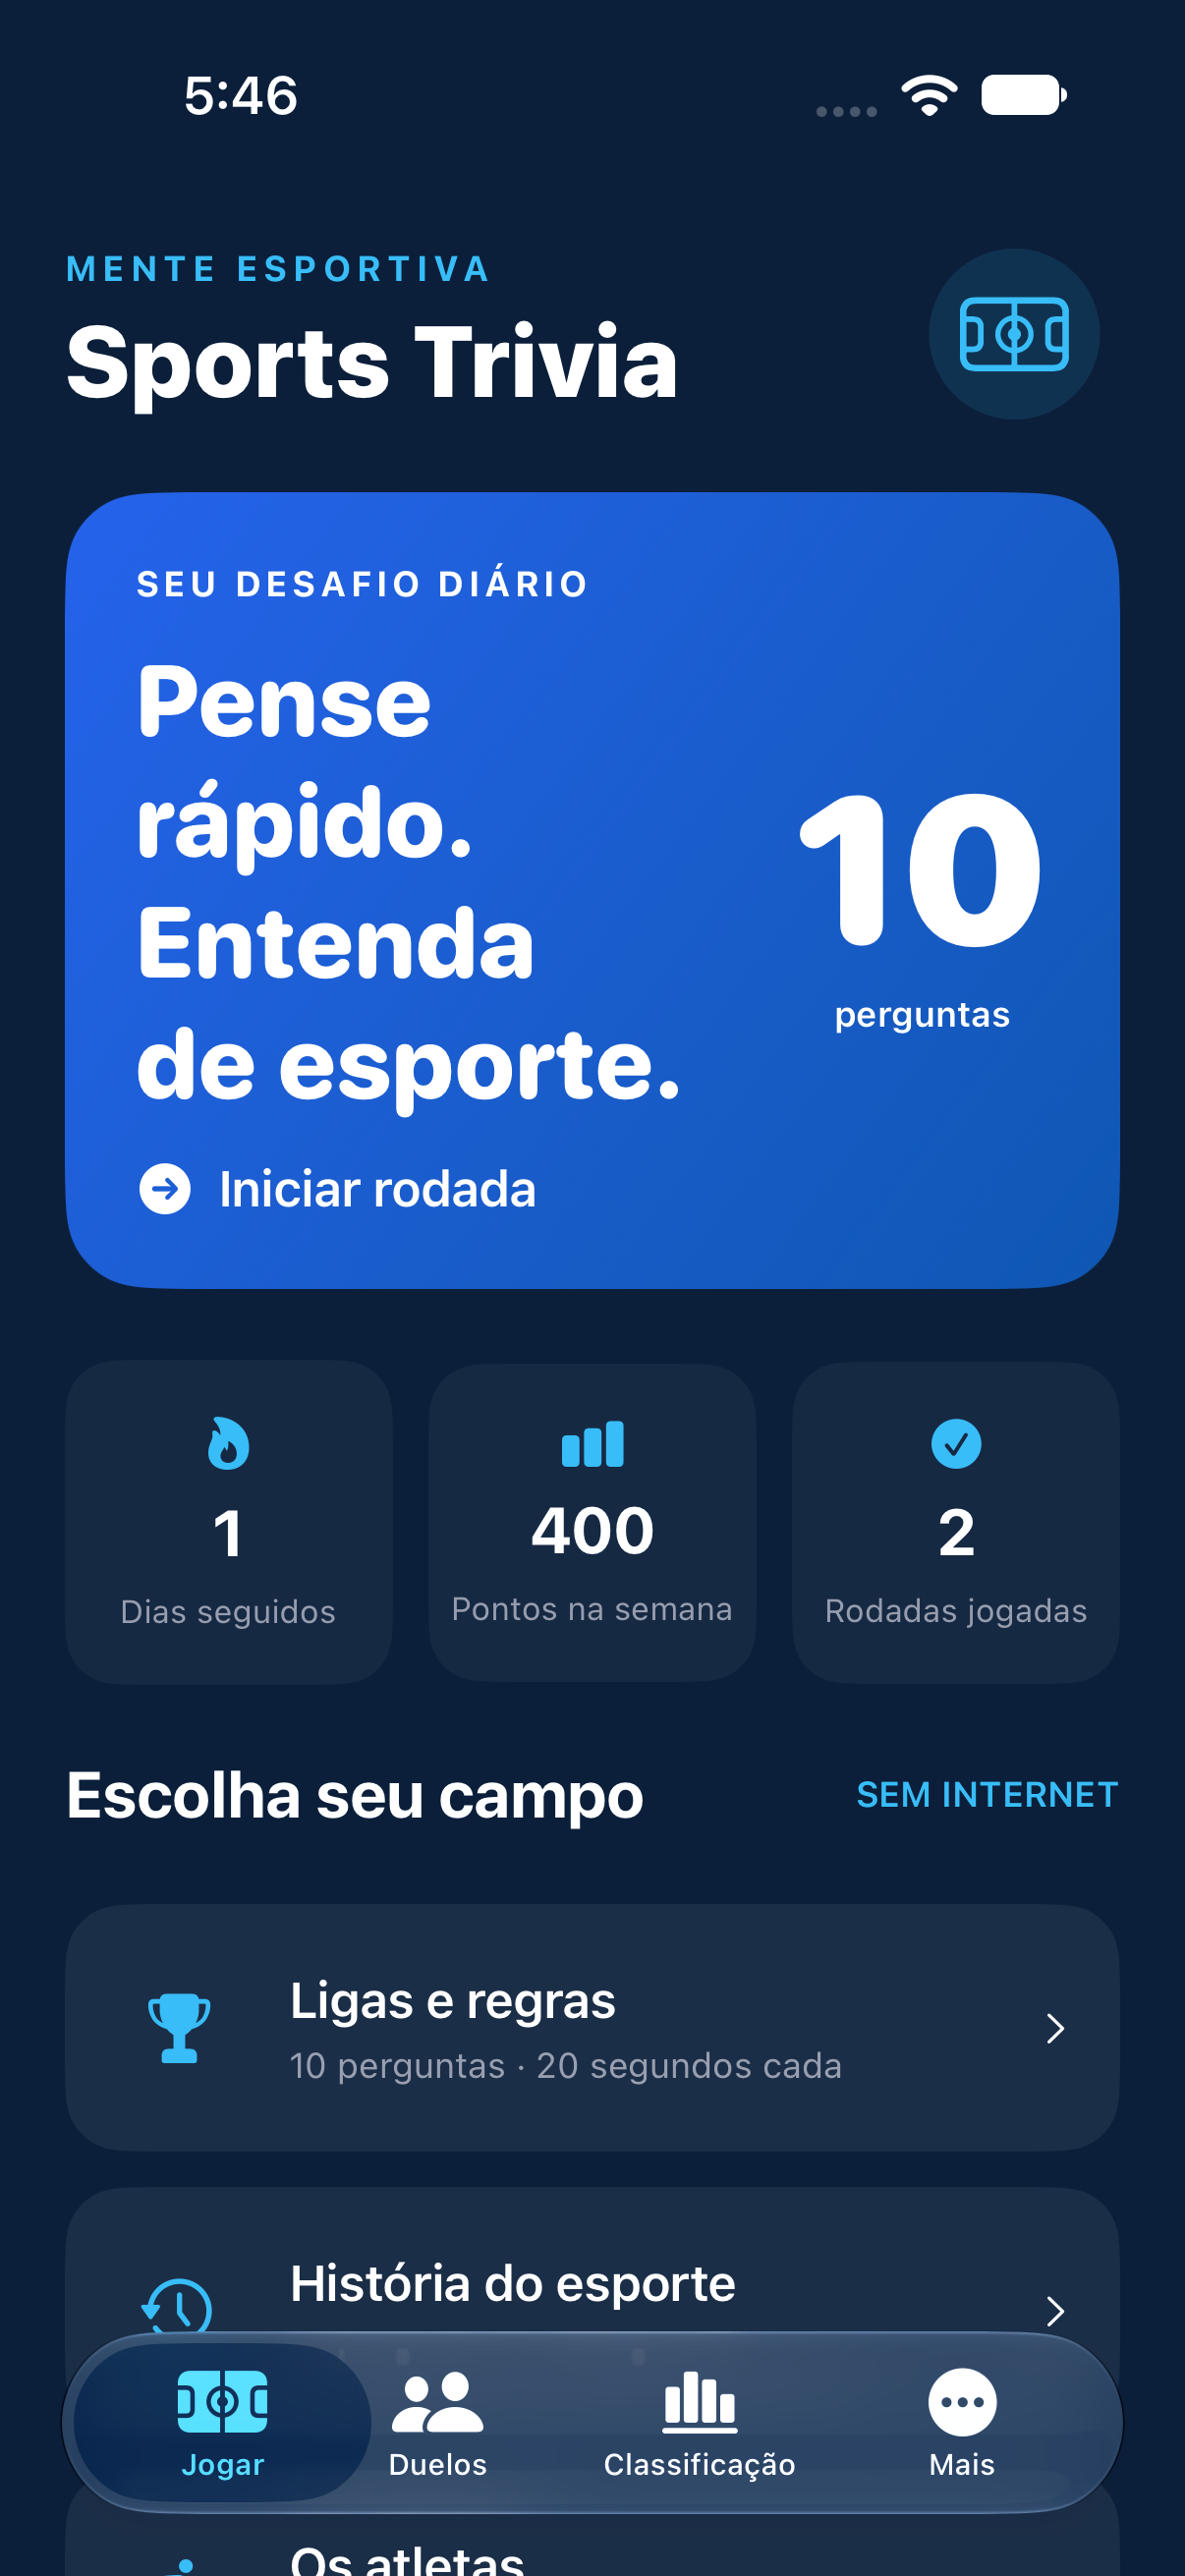 5:46
MENTE ESPORTIVA
Sports Trivia
SEU DESAFIO DIÁRIO
Pense
rápido.
Entenda
de esporte.
10
perguntas
Iniciar rodada
1
Dias seguidos
400
Pontos na semana
2
Rodadas jogadas
Escolha seu campo
SEM INTERNET
Ligas e regras
10 perguntas · 20 segundos cada
História do esporte
Jogar
Duelos
Classificação
Mais
Os atletas